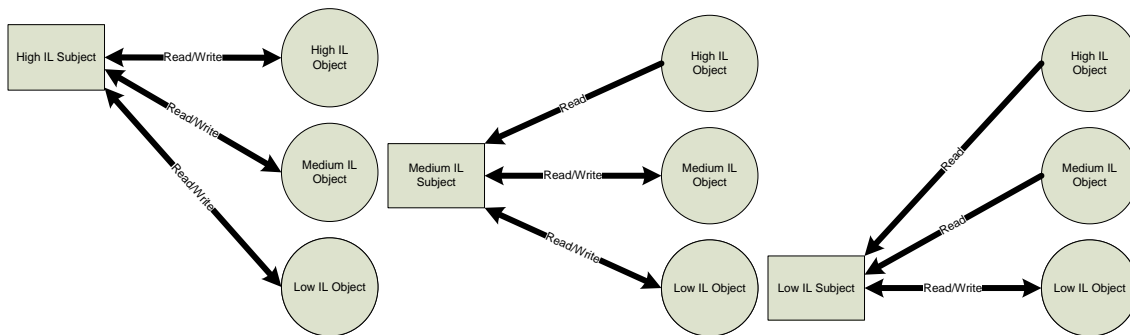 High IL Subject
Read/Write
High IL
Object
Read/Write
Medium IL
Object
Read/Write
Low IL Object
High IL
Object
Read
Medium IL
Subject
Read/Write
Medium IL
Object
Read/Write
Low IL Object
High IL
Object
Read
Medium IL
Object
Read
Low IL Subject
Read/Write
Low IL Object